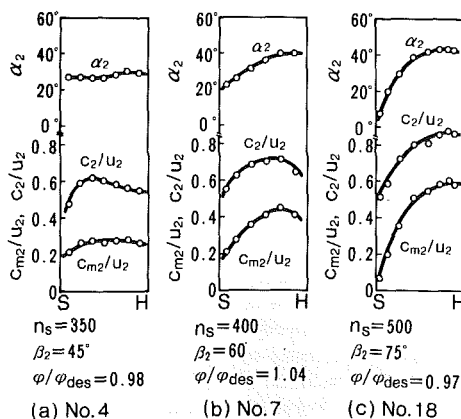 60° 60° 60°
α₂ 40° α₂ 40° α₂ 40° α₂ α₂
20° 20° 20°
0° 0° 0°
C₂/u₂ C₂/u₂ C₂/u₂
0.8 0.8 0.8
0.6 0.6 0.6
0.4 0.4 0.4
0.2 0.2 0.2
0 0 0
Cm2/u₂, C₂/u₂ Cm2/u₂, C₂/u₂ Cm2/u₂, C₂/u₂
Cm2/u₂ Cm2/u₂ Cm2/u₂
S H S H S H
nₛ=350 nₛ=400 nₛ=500
β₂=45° β₂=60° β₂=75°
φ/φdes=0.98 φ/φdes=1.04 φ/φdes=0.97
(a) No.4 (b) No.7 (c) No.18